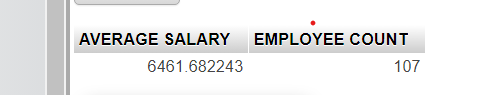 AVERAGE SALARY EMPLOYEE COUNT
6461.682243 107